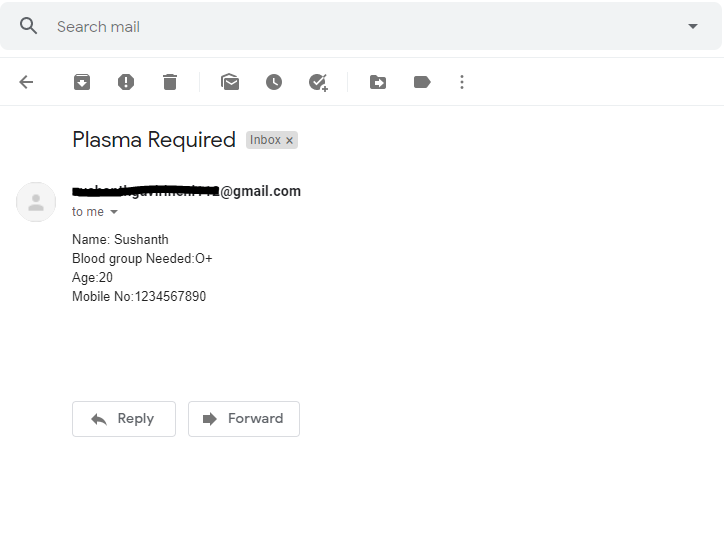 Search mail
Plasma Required Inbox ×
@gmail.com
to me
Name: Sushanth
Blood group Needed:O+
Age:20
Mobile No:1234567890
Reply Forward